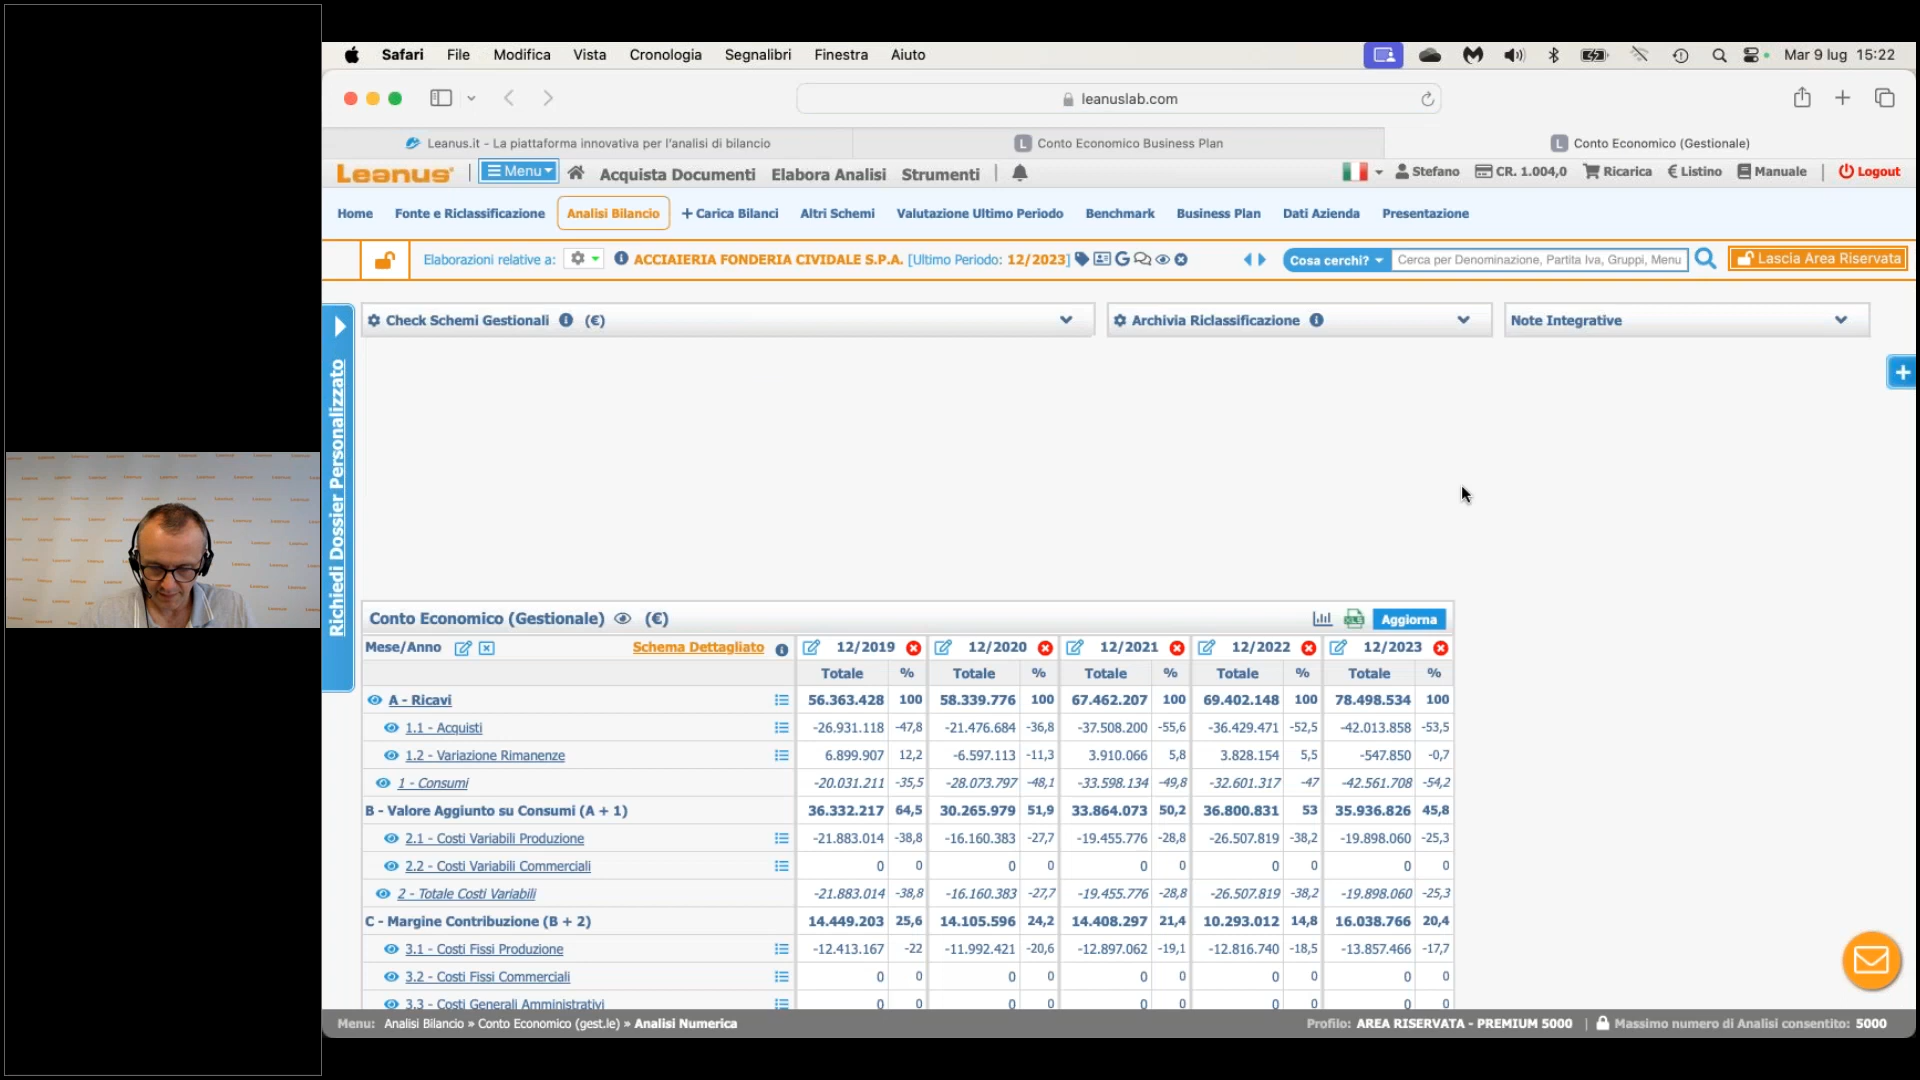 Safari File Modifica Vista Cronologia Segnalibri Finestra Aiuto Mar 9 lug 15:22
leanuslab.com
Leanus.it - La piattaforma innovativa per l'analisi di bilancio L Conto Economico Business Plan L Conto Economico (Gestionale)
Leanus Menu Acquista Documenti Elabora Analisi Strumenti Stefano CR. 1.004,0 Ricarica € Listino Manuale Logout
Home Fonte e Riclassificazione Analisi Bilancio + Carica Bilanci Altri Schemi Valutazione Ultimo Periodo Benchmark Business Plan Dati Azienda Presentazione
Elaborazioni relative a: ACCIAIERIA FONDERIA CIVIDALE S.P.A. [Ultimo Periodo: 12/2023] Cosa cerchi? Cerca per Denominazione, Partita Iva, Gruppi, Menu Lascia Area Riservata
Check Schemi Gestionali (€) Archivia Riclassificazione Note Integrative
Richiedi Dossier Personalizzato
Conto Economico (Gestionale) (€) XLS Aggiorna
Mese/Anno Schema Dettagliato 12/2019 12/2020 12/2021 12/2022 12/2023
Totale % Totale % Totale % Totale % Totale %
A - Ricavi 56.363.428 100 58.339.776 100 67.462.207 100 69.402.148 100 78.498.534 100
1.1 - Acquisti -26.931.118 -47,8 -21.476.684 -36,8 -37.508.200 -55,6 -36.429.471 -52,5 -42.013.858 -53,5
1.2 - Variazione Rimanenze 6.899.907 12,2 -6.597.113 -11,3 3.910.066 5,8 3.828.154 5,5 -547.850 -0,7
1 - Consumi -20.031.211 -35,5 -28.073.797 -48,1 -33.598.134 -49,8 -32.601.317 -47 -42.561.708 -54,2
B - Valore Aggiunto su Consumi (A + 1) 36.332.217 64,5 30.265.979 51,9 33.864.073 50,2 36.800.831 53 35.936.826 45,8
2.1 - Costi Variabili Produzione -21.883.014 -38,8 -16.160.383 -27,7 -19.455.776 -28,8 -26.507.819 -38,2 -19.898.060 -25,3
2.2 - Costi Variabili Commerciali 0 0 0 0 0 0 0 0 0 0
2 - Totale Costi Variabili -21.883.014 -38,8 -16.160.383 -27,7 -19.455.776 -28,8 -26.507.819 -38,2 -19.898.060 -25,3
C - Margine Contribuzione (B + 2) 14.449.203 25,6 14.105.596 24,2 14.408.297 21,4 10.293.012 14,8 16.038.766 20,4
3.1 - Costi Fissi Produzione -12.413.167 -22 -11.992.421 -20,6 -12.897.062 -19,1 -12.816.740 -18,5 -13.857.466 -17,7
3.2 - Costi Fissi Commerciali 0 0 0 0 0 0 0 0 0 0
3.3 - Costi Generali Amministrativi 0 0 0 0 0 0 0 0 0 0
Menu: Analisi Bilancio » Conto Economico (gest.le) » Analisi Numerica Profilo: AREA RISERVATA - PREMIUM 5000 | Massimo numero di Analisi consentito: 5000